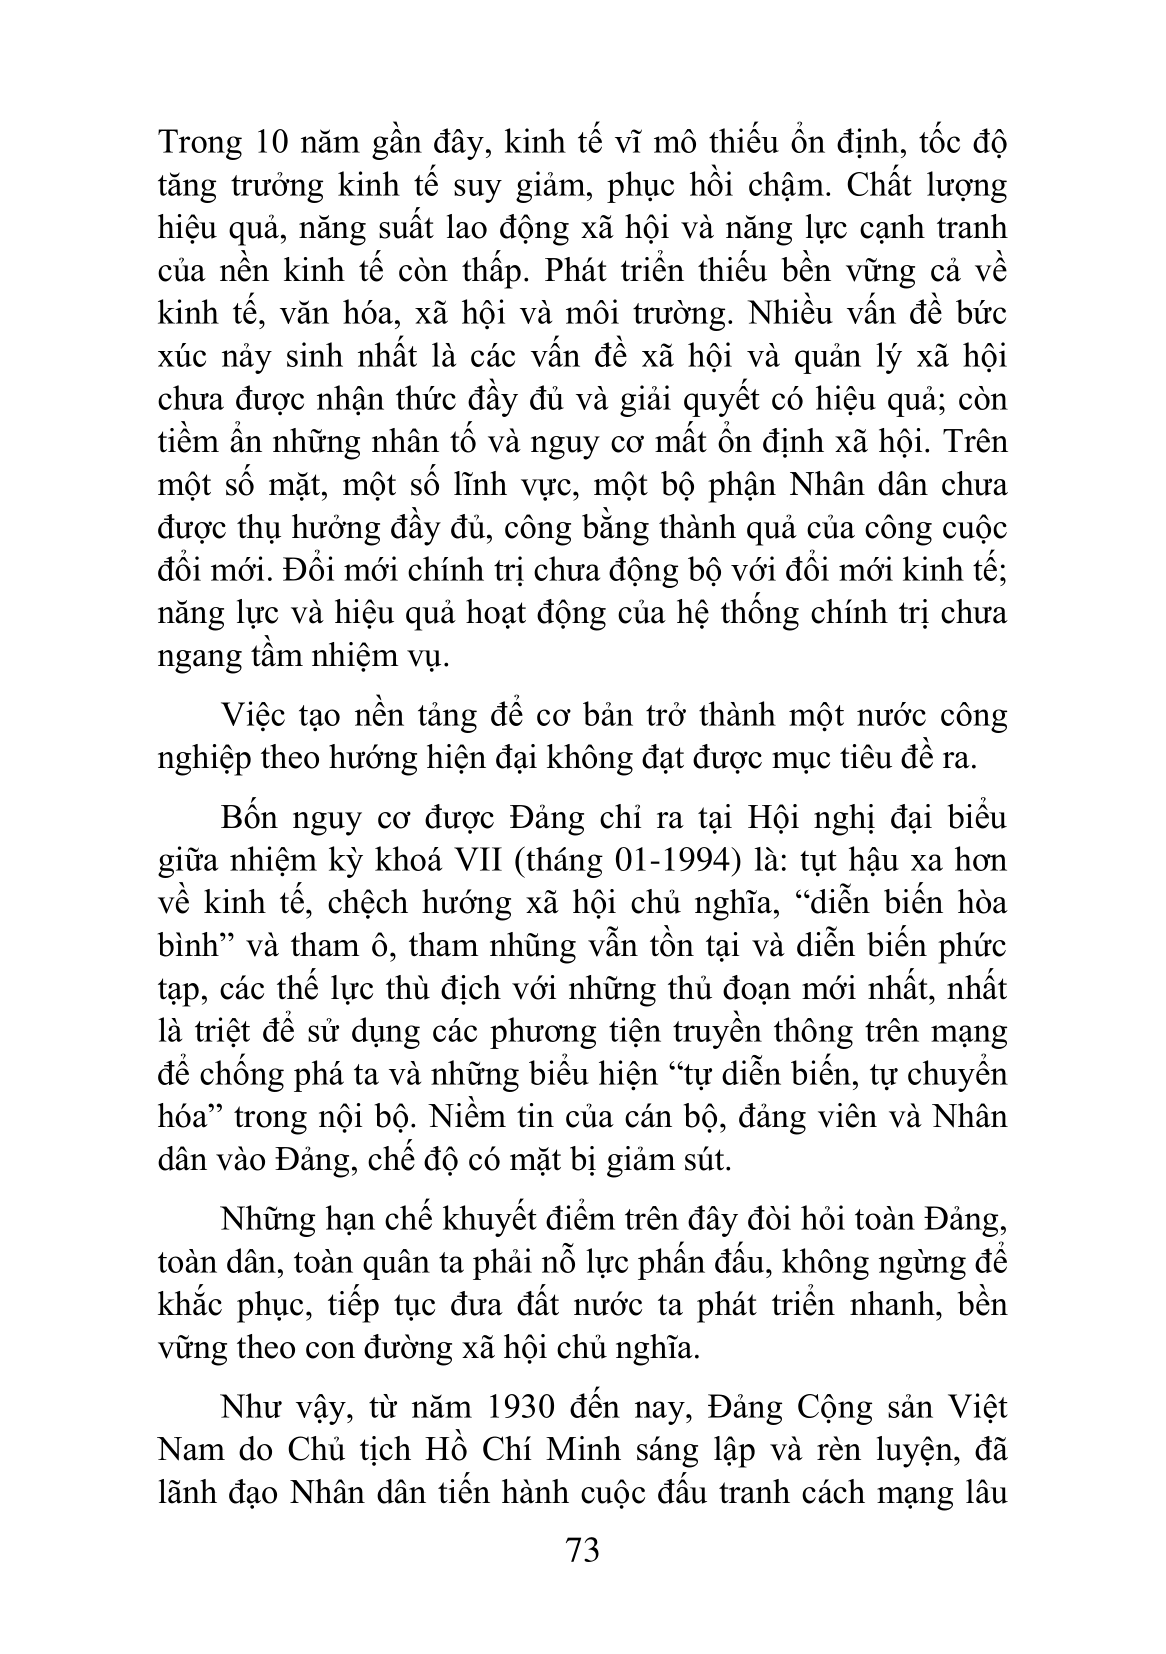 Trong 10 năm gần đây, kinh tế vĩ mô thiếu ổn định, tốc độ
tăng trưởng kinh tế suy giảm, phục hồi chậm. Chất lượng
hiệu quả, năng suất lao động xã hội và năng lực cạnh tranh
của nền kinh tế còn thấp. Phát triển thiếu bền vững cả về
kinh tế, văn hóa, xã hội và môi trường. Nhiều vấn đề bức
xúc nảy sinh nhất là các vấn đề xã hội và quản lý xã hội
chưa được nhận thức đầy đủ và giải quyết có hiệu quả; còn
tiềm ẩn những nhân tố và nguy cơ mất ổn định xã hội. Trên
một số mặt, một số lĩnh vực, một bộ phận Nhân dân chưa
được thụ hưởng đầy đủ, công bằng thành quả của công cuộc
đổi mới. Đổi mới chính trị chưa động bộ với đổi mới kinh tế;
năng lực và hiệu quả hoạt động của hệ thống chính trị chưa
ngang tầm nhiệm vụ.
Việc tạo nền tảng để cơ bản trở thành một nước công
nghiệp theo hướng hiện đại không đạt được mục tiêu đề ra.
Bốn nguy cơ được Đảng chỉ ra tại Hội nghị đại biểu
giữa nhiệm kỳ khoá VII (tháng 01-1994) là: tụt hậu xa hơn
về kinh tế, chệch hướng xã hội chủ nghĩa, “diễn biến hòa
bình” và tham ô, tham nhũng vẫn tồn tại và diễn biến phức
tạp, các thế lực thù địch với những thủ đoạn mới nhất, nhất
là triệt để sử dụng các phương tiện truyền thông trên mạng
để chống phá ta và những biểu hiện “tự diễn biến, tự chuyển
hóa” trong nội bộ. Niềm tin của cán bộ, đảng viên và Nhân
dân vào Đảng, chế độ có mặt bị giảm sút.
Những hạn chế khuyết điểm trên đây đòi hỏi toàn Đảng,
toàn dân, toàn quân ta phải nỗ lực phấn đấu, không ngừng để
khắc phục, tiếp tục đưa đất nước ta phát triển nhanh, bền
vững theo con đường xã hội chủ nghĩa.
Như vậy, từ năm 1930 đến nay, Đảng Cộng sản Việt
Nam do Chủ tịch Hồ Chí Minh sáng lập và rèn luyện, đã
lãnh đạo Nhân dân tiến hành cuộc đấu tranh cách mạng lâu
73